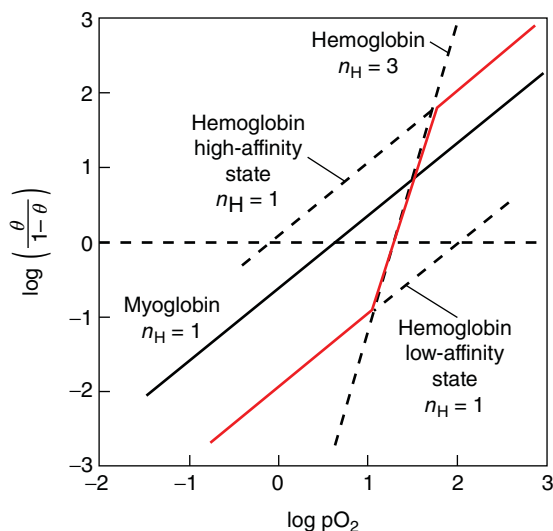 3
2
1
0
−1
−2
−3
log ( θ / 1 − θ )
Hemoglobin
nH = 3
Hemoglobin
high-affinity
state
nH = 1
Myoglobin
nH = 1
Hemoglobin
low-affinity
state
nH = 1
−2
−1
0
1
2
3
log pO2